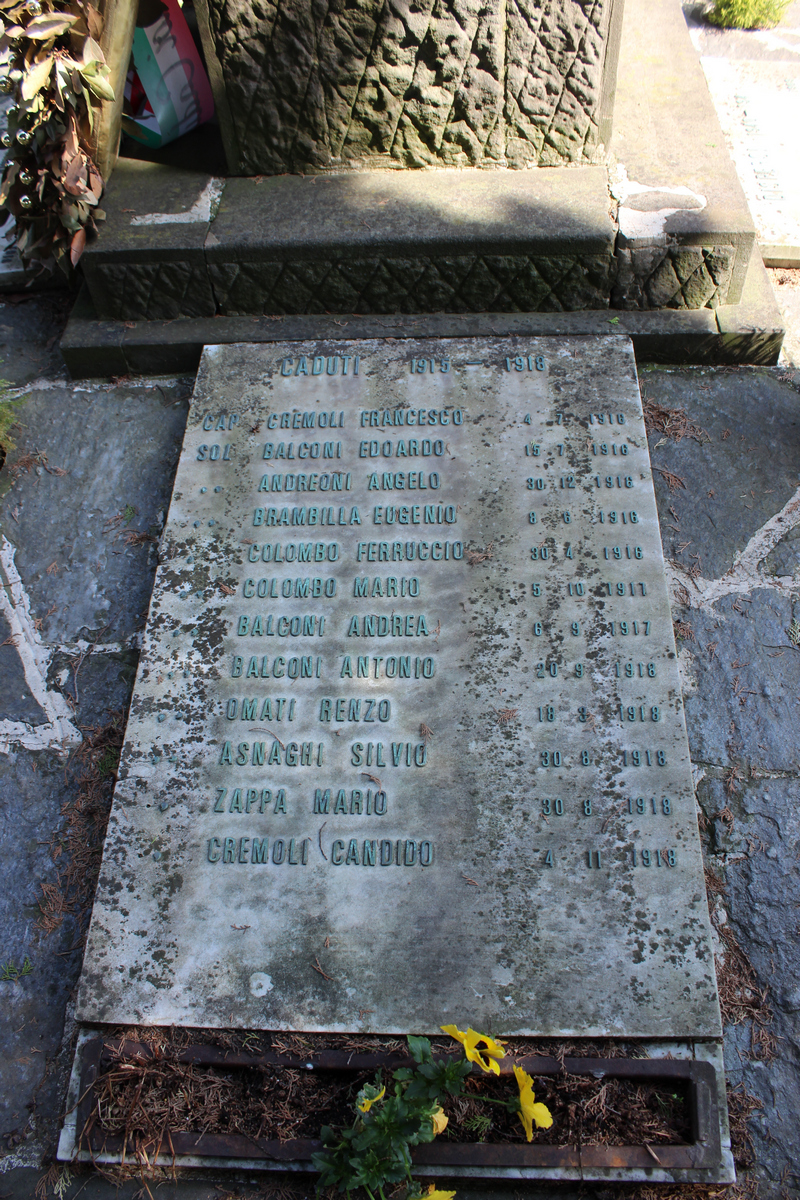 CADUTI 1915 — 1918
CAP. CREMOLI FRANCESCO 4 7 1916
SOL. BALCONI EDOARDO 15 7 1916
" ANDREONI ANGELO 30 12 1916
" BRAMBILLA EUGENIO 8 6 1916
" COLOMBO FERRUCCIO 30 4 1916
" COLOMBO MARIO 5 10 1917
" BALCONI ANDREA 6 9 1917
" BALCONI ANTONIO 20 9 1918
" OMATI RENZO 18 3 1918
" ASNAGHI SILVIO 30 8 1918
" ZAPPA MARIO 30 8 1918
" CREMOLI CANDIDO 4 11 1918